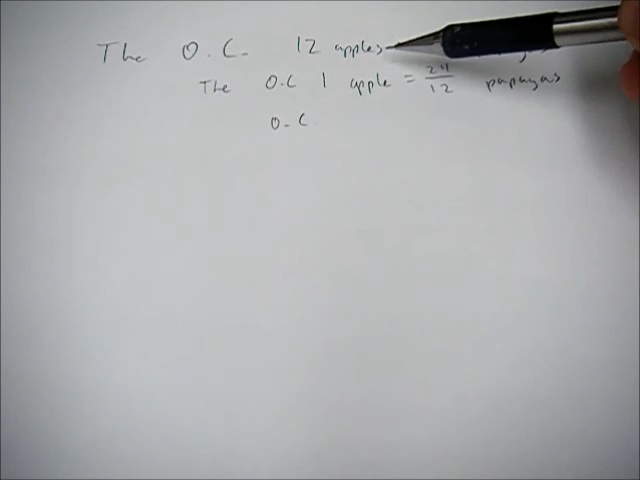 The O.C. 12 apples
The O.C 1 apple = 24/12 papayas
O.C